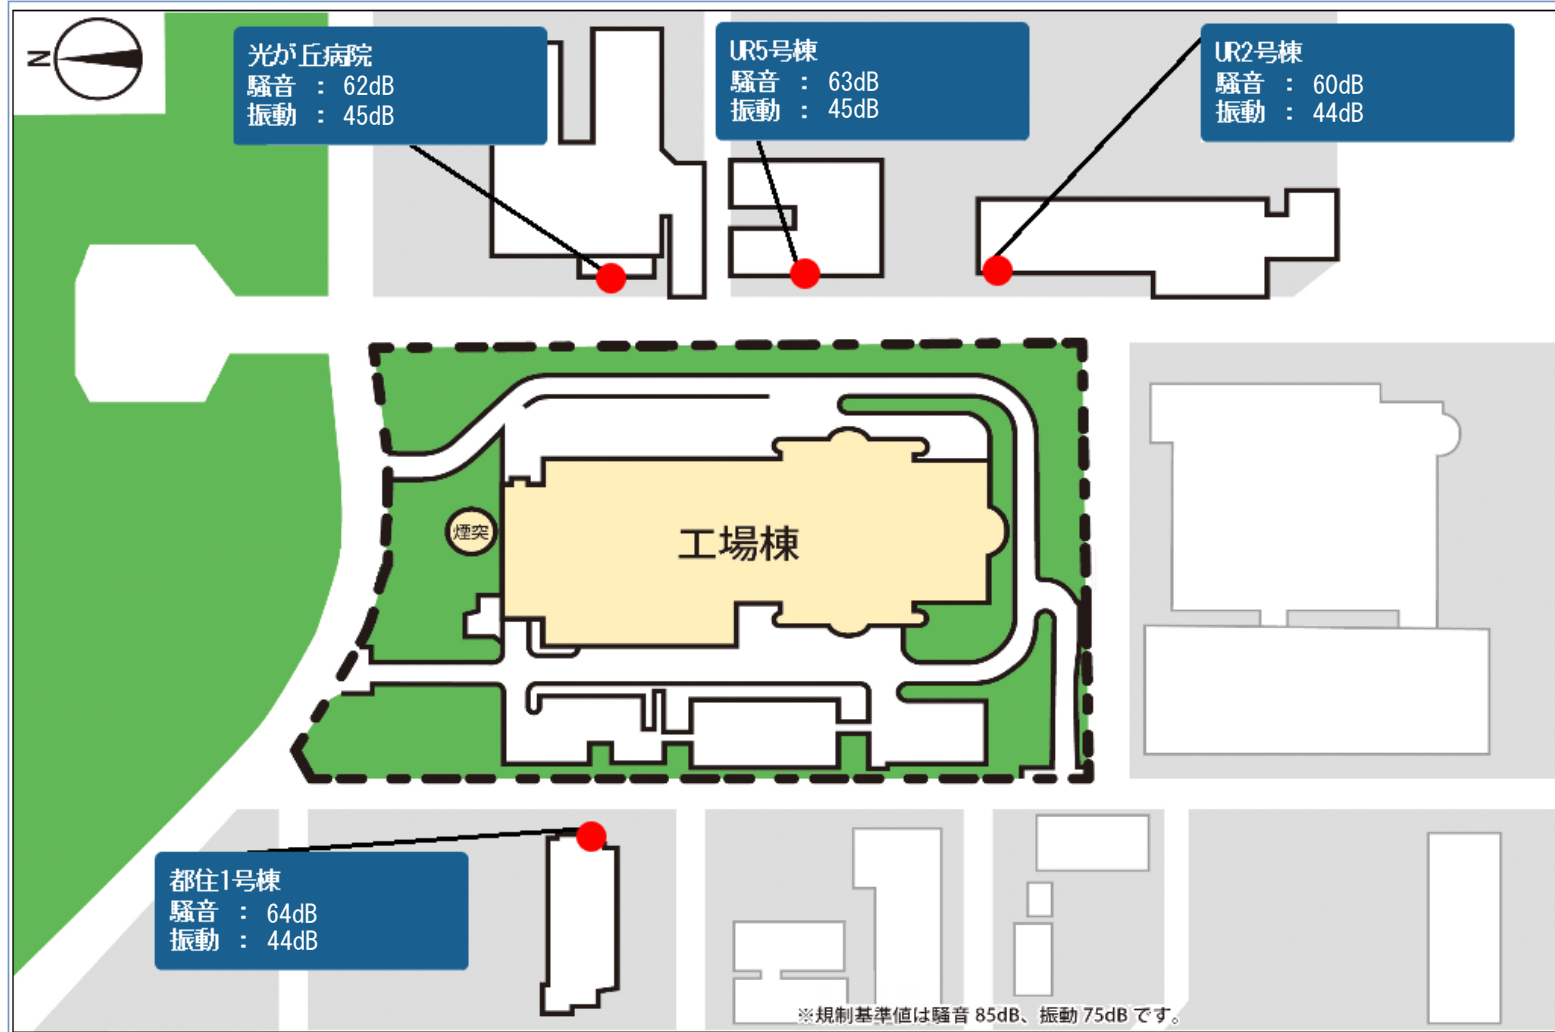 N
光が丘病院
騒音 : 62dB
振動 : 45dB
UR5号棟
騒音 : 63dB
振動 : 45dB
UR2号棟
騒音 : 60dB
振動 : 44dB
煙突
工場棟
都住1号棟
騒音 : 64dB
振動 : 44dB
※規制基準値は騒音 85dB、振動 75dB です。